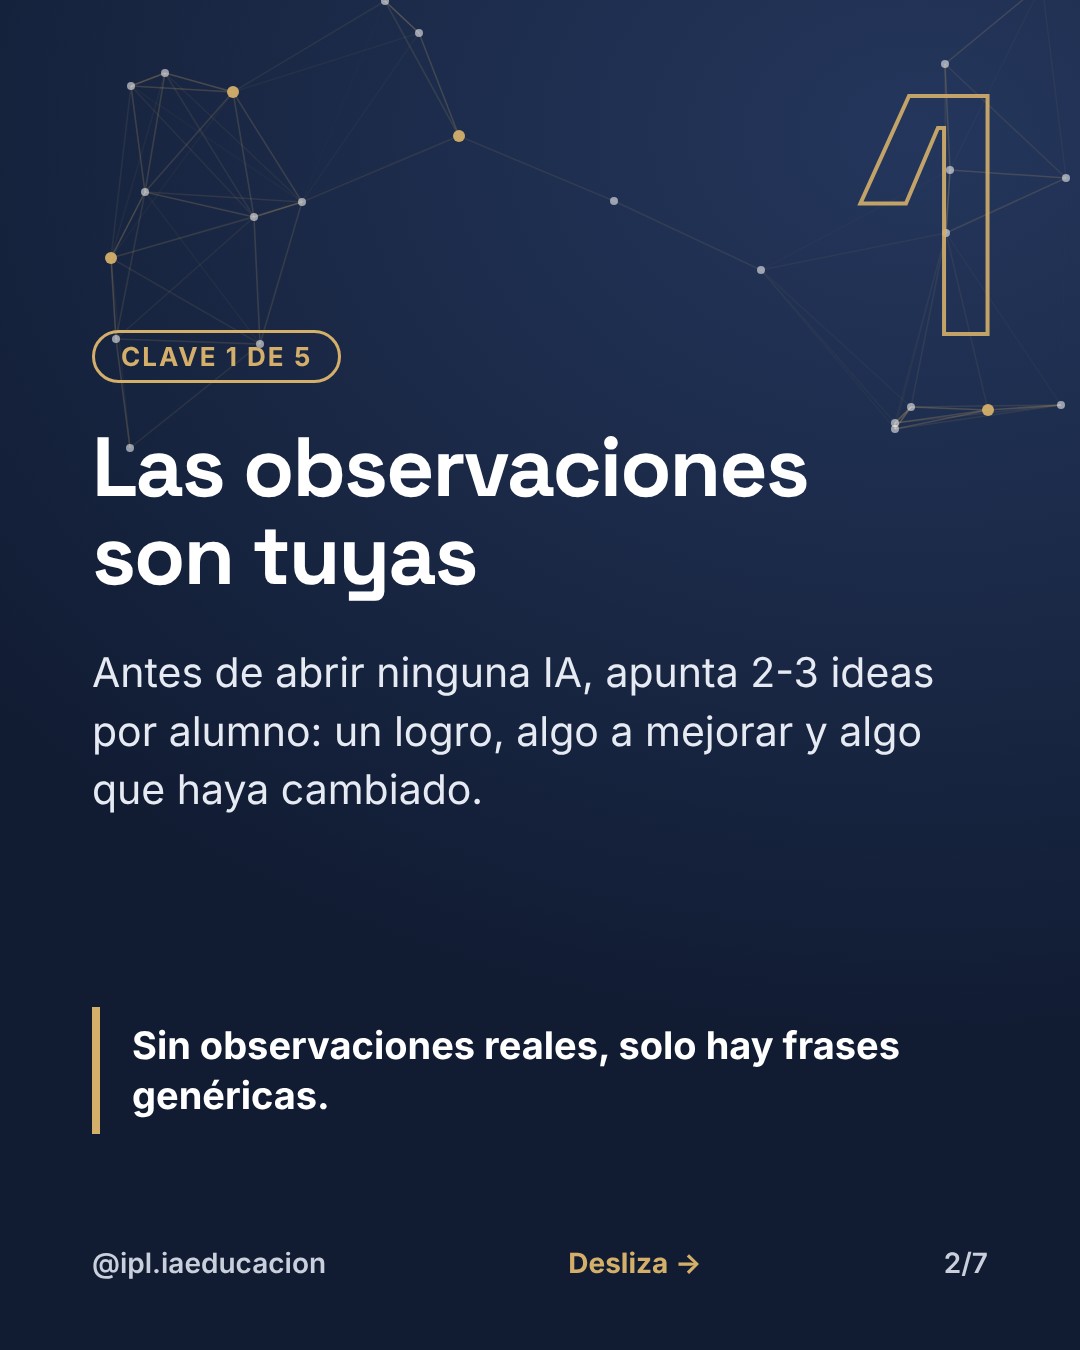 1
CLAVE 1 DE 5
Las observaciones
son tuyas
Antes de abrir ninguna IA, apunta 2-3 ideas
por alumno: un logro, algo a mejorar y algo
que haya cambiado.
Sin observaciones reales, solo hay frases
genéricas.
@ipl.iaeducacion
Desliza →
2/7